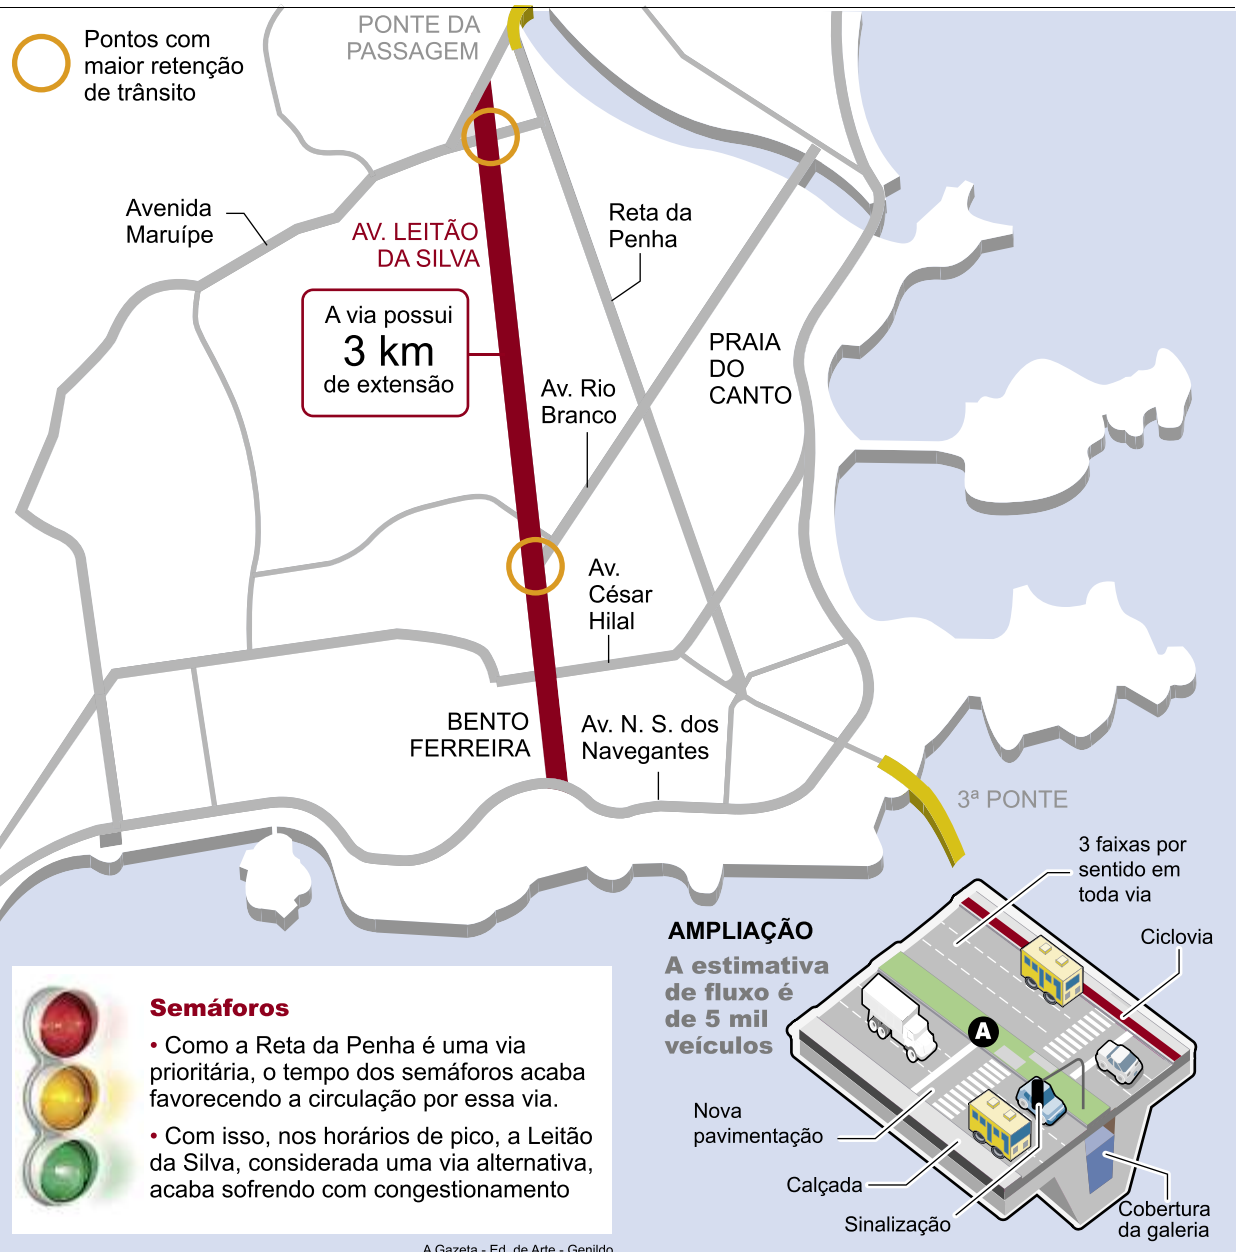 PONTE DA
PASSAGEM
Pontos com
maior retenção
de trânsito
Avenida
Maruípe
AV. LEITÃO
DA SILVA
Reta da
Penha
A via possui
3 km
de extensão
PRAIA
DO
CANTO
Av. Rio
Branco
Av.
César
Hilal
BENTO
FERREIRA
Av. N. S. dos
Navegantes
3ª PONTE
3 faixas por
sentido em
toda via
AMPLIAÇÃO
A estimativa
de fluxo é
de 5 mil
veículos
Ciclovia
A
Nova
pavimentação
Calçada
Sinalização
Cobertura
da galeria
Semáforos
• Como a Reta da Penha é uma via
prioritária, o tempo dos semáforos acaba
favorecendo a circulação por essa via.
• Com isso, nos horários de pico, a Leitão
da Silva, considerada uma via alternativa,
acaba sofrendo com congestionamento
A Gazeta - Ed. de Arte - Genildo